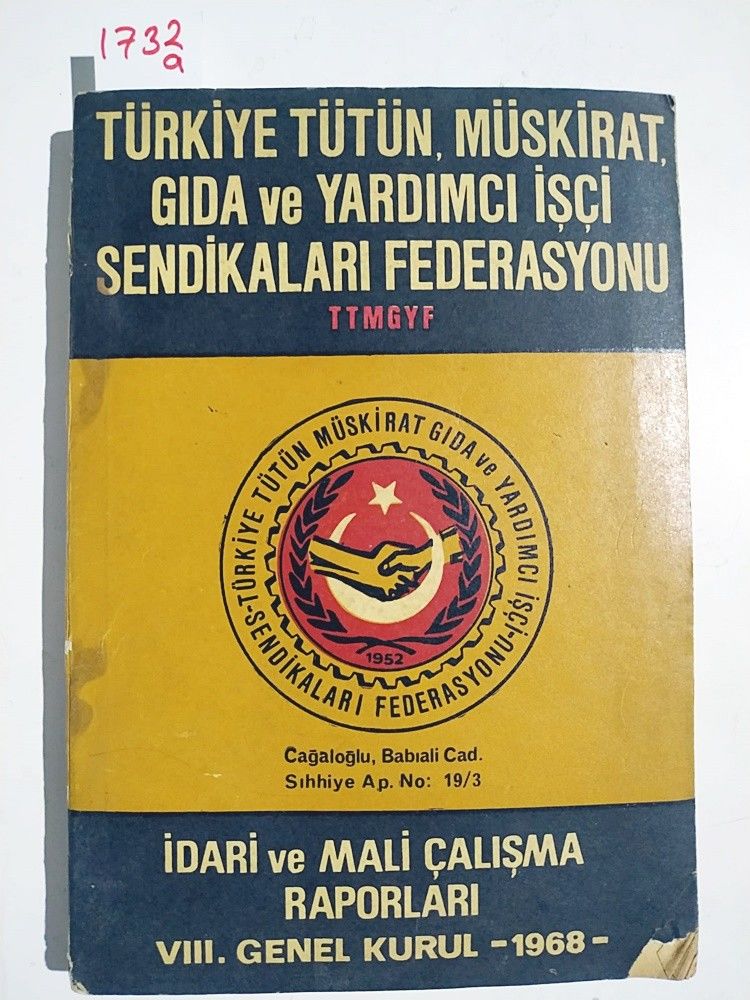 1732
a
TÜRKİYE TÜTÜN, MÜSKİRAT,
GIDA ve YARDIMCI İŞÇİ
SENDİKALARI FEDERASYONU
TTMGYF
-TÜRKİYE TÜTÜN MÜSKİRAT GIDA ve YARDIMCI İŞÇİ-
SENDİKALARI FEDERASYONU
1952
Cağaloğlu, Babıali Cad.
Sıhhiye Ap. No: 19/3
İDARİ ve MALİ ÇALIŞMA
RAPORLARI
VIII. GENEL KURUL -1968-